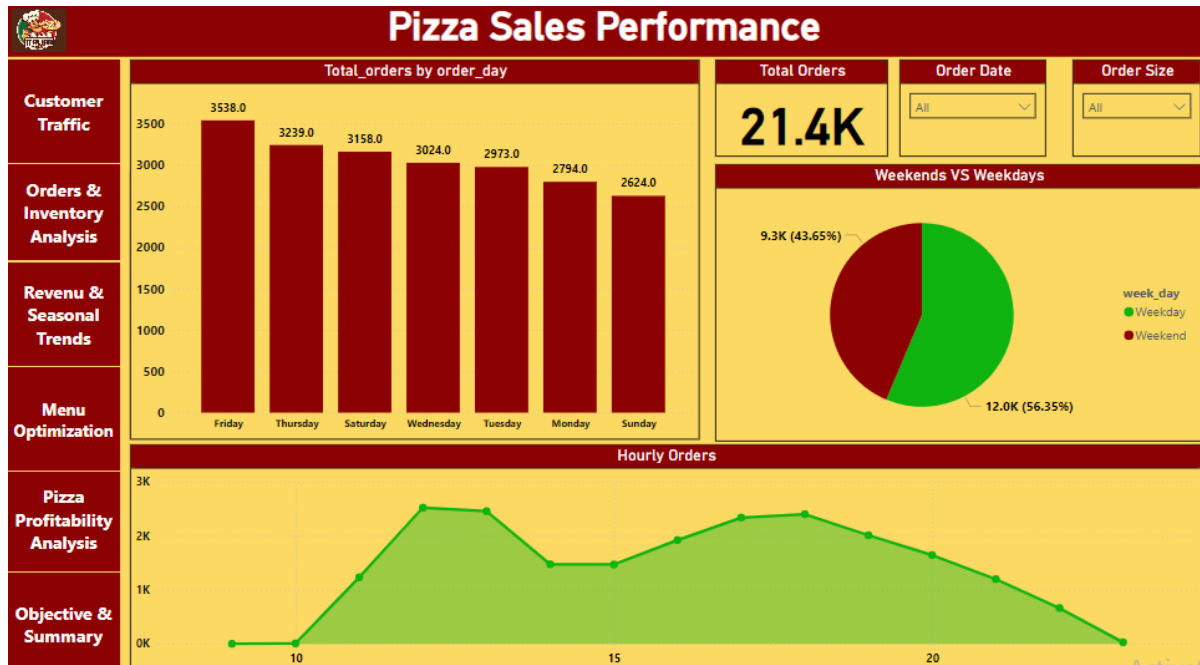 Pizza Sales Performance
Customer
Traffic
Orders &
Inventory
Analysis
Revenu &
Seasonal
Trends
Menu
Optimization
Pizza
Profitability
Analysis
Objective &
Summary
Total_orders by order_day
3500
3000
2500
2000
1500
1000
500
0
3538.0
3239.0
3158.0
3024.0
2973.0
2794.0
2624.0
Friday Thursday Saturday Wednesday Tuesday Monday Sunday
Total Orders
21.4K
Order Date
All
Order Size
All
Weekends VS Weekdays
9.3K (43.65%)
12.0K (56.35%)
week_day
Weekday
Weekend
Hourly Orders
3K
2K
1K
0K
10 15 20